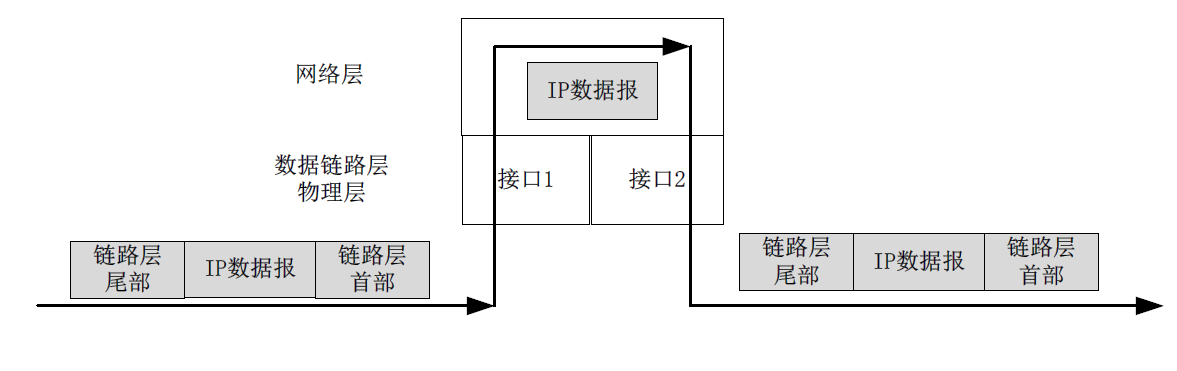 网络层
IP数据报
数据链路层
物理层
接口1
接口2
链路层
尾部
IP数据报
链路层
首部
链路层
尾部
IP数据报
链路层
首部